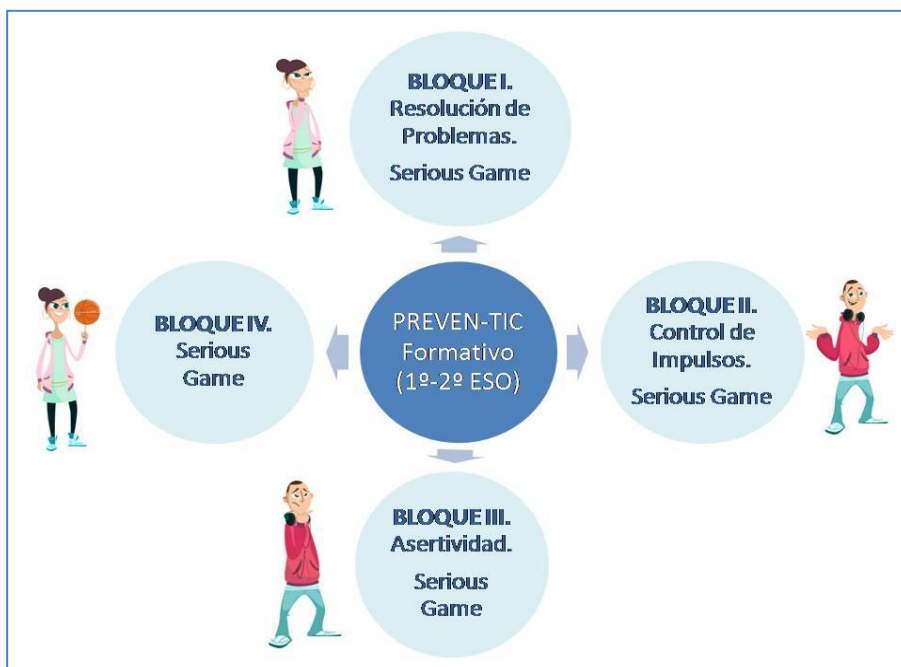 BLOQUE I.
Resolución de
Problemas.
Serious Game
BLOQUE IV.
Serious
Game
PREVEN-TIC
Formativo
(1º-2º ESO)
BLOQUE II.
Control de
Impulsos.
Serious Game
BLOQUE III.
Asertividad.
Serious
Game